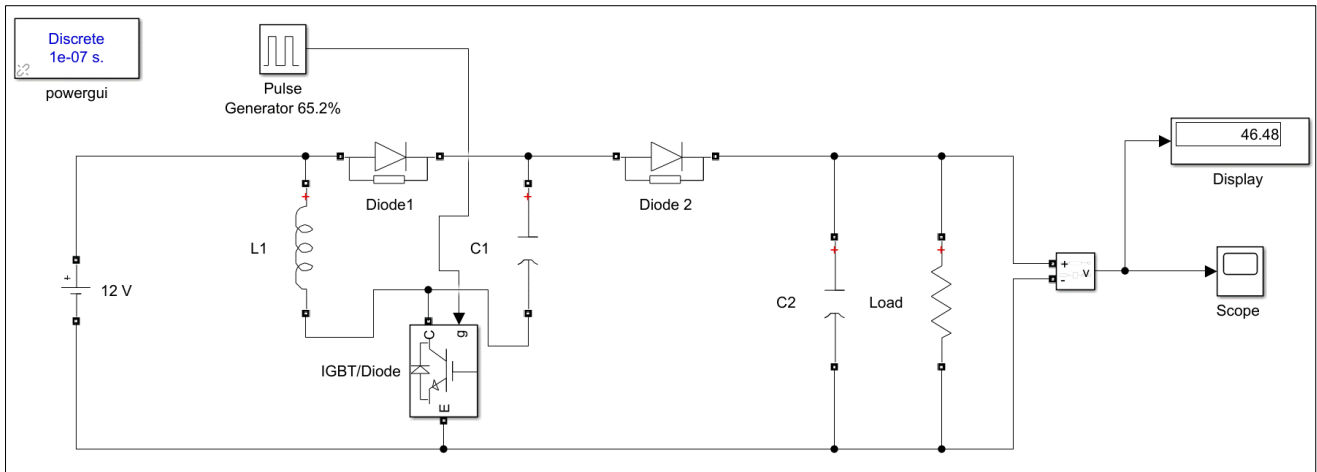 Discrete
1e-07 s.
powergui
Pulse
Generator 65.2%
46.48
Display
Diode1
Diode 2
L1
C1
+
12 V
C2
Load
+
-
v
Scope
IGBT/Diode
C
g
E